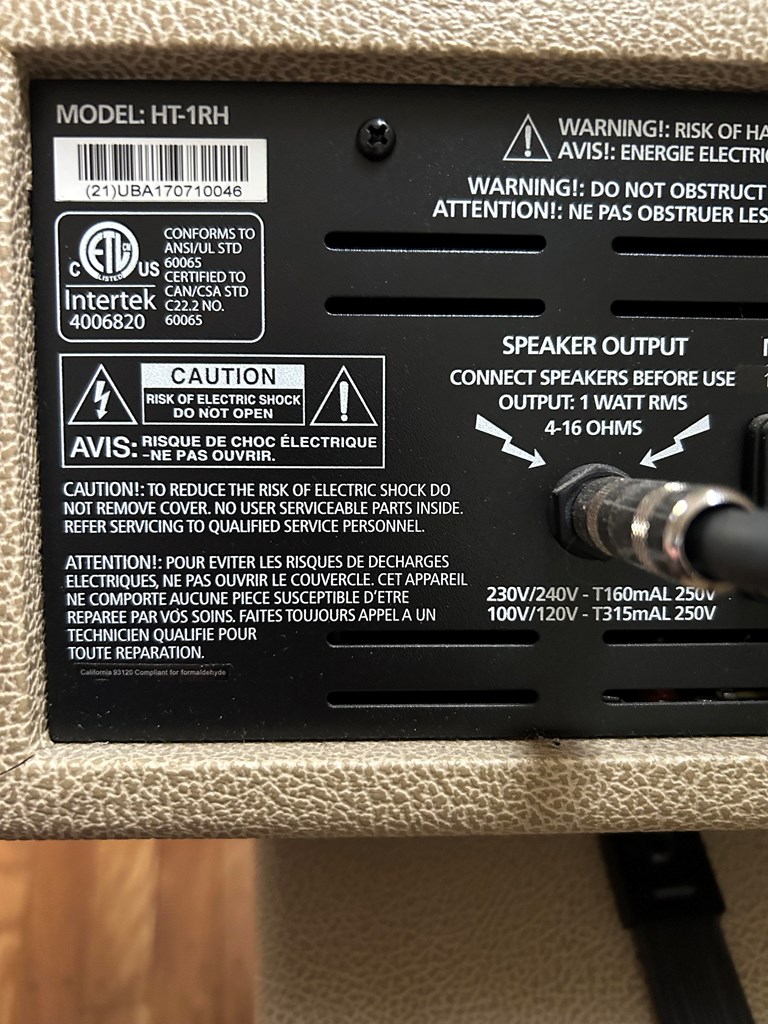 MODEL: HT-1RH
(21)UBA170710046
C ETL US
LISTED
Intertek
4006820
CONFORMS TO
ANSI/UL STD
60065
CERTIFIED TO
CAN/CSA STD
C22.2 NO.
60065
CAUTION
RISK OF ELECTRIC SHOCK
DO NOT OPEN
AVIS: RISQUE DE CHOC ÉLECTRIQUE
-NE PAS OUVRIR.
CAUTION!: TO REDUCE THE RISK OF ELECTRIC SHOCK DO
NOT REMOVE COVER. NO USER SERVICEABLE PARTS INSIDE.
REFER SERVICING TO QUALIFIED SERVICE PERSONNEL.
ATTENTION!: POUR EVITER LES RISQUES DE DECHARGES
ELECTRIQUES, NE PAS OUVRIR LE COUVERCLE. CET APPAREIL
NE COMPORTE AUCUNE PIECE SUSCEPTIBLE D'ETRE
REPAREE PAR VOS SOINS. FAITES TOUJOURS APPEL A UN
TECHNICIEN QUALIFIE POUR
TOUTE REPARATION.
California 93120 Compliant for formaldehyde
WARNING!: RISK OF HA
AVIS!: ENERGIE ELECTRI
WARNING!: DO NOT OBSTRUCT
ATTENTION!: NE PAS OBSTRUER LES
SPEAKER OUTPUT
CONNECT SPEAKERS BEFORE USE
OUTPUT: 1 WATT RMS
4-16 OHMS
230V/240V - T160mAL 250V
100V/120V - T315mAL 250V